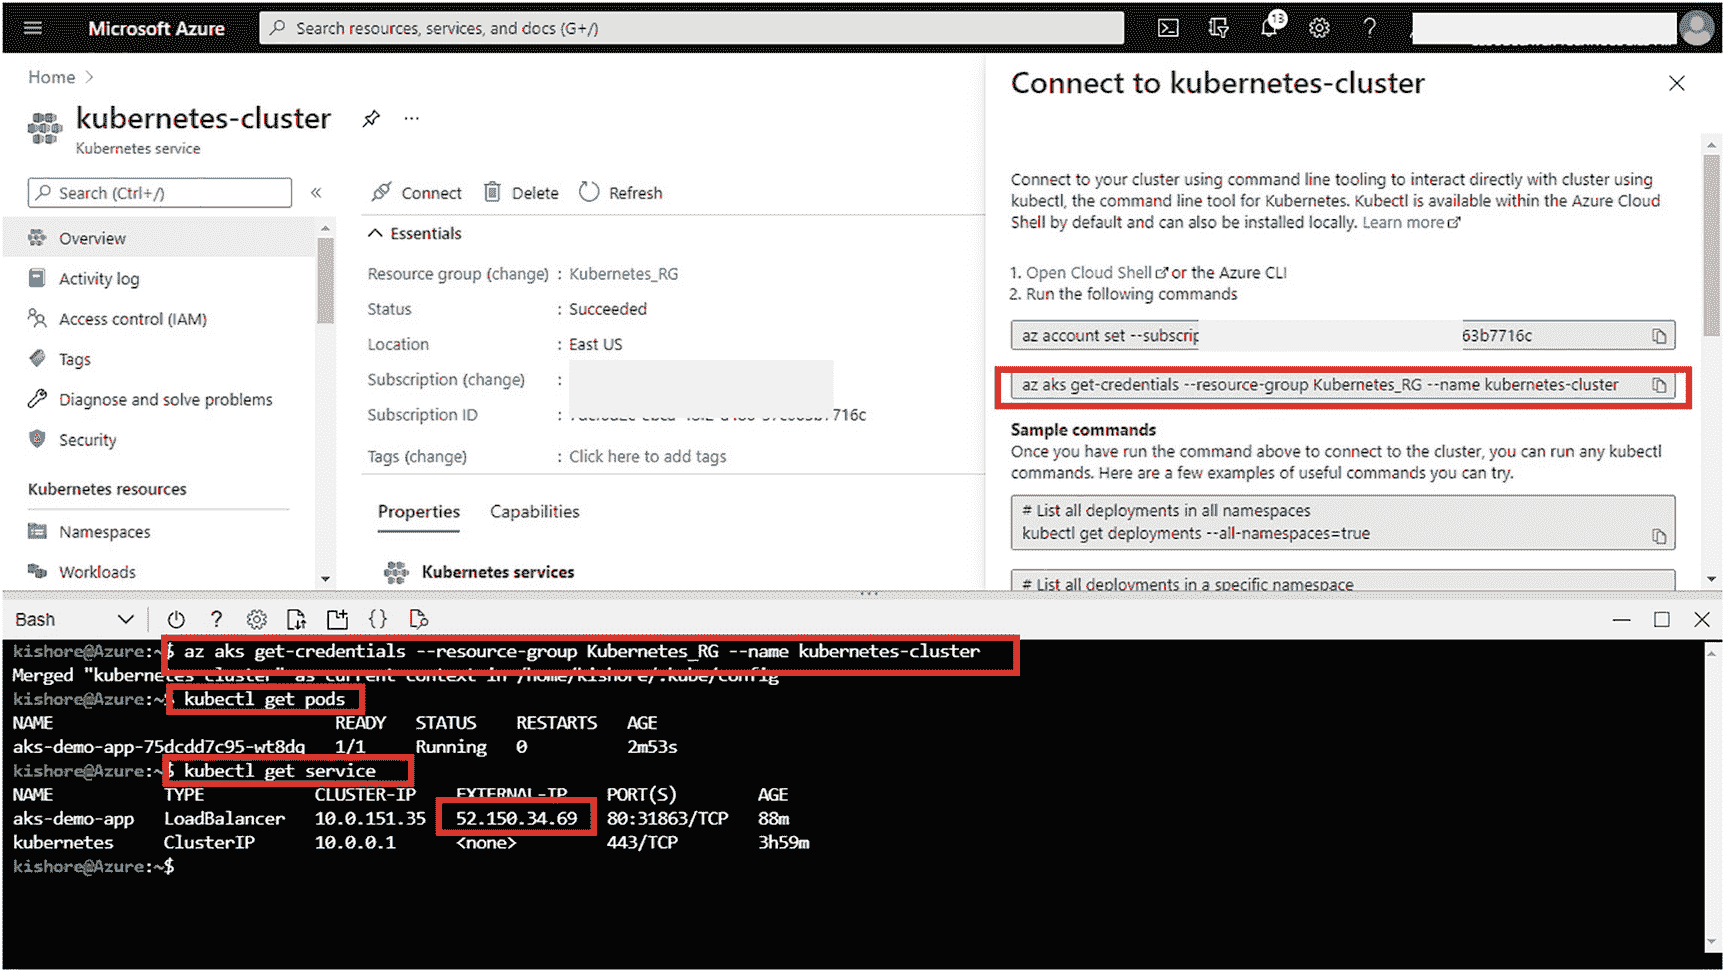 Microsoft Azure
Search resources, services, and docs (G+/)
13
Home
kubernetes-cluster
Kubernetes service
Search (Ctrl+/)
Overview
Activity log
Access control (IAM)
Tags
Diagnose and solve problems
Security
Kubernetes resources
Namespaces
Workloads
Connect Delete Refresh
Essentials
Resource group (change) : Kubernetes_RG
Status : Succeeded
Location : East US
Subscription (change) :
Subscription ID : 716c
Tags (change) : Click here to add tags
Properties Capabilities
Kubernetes services
Connect to kubernetes-cluster
Connect to your cluster using command line tooling to interact directly with cluster using
kubectl, the command line tool for Kubernetes. Kubectl is available within the Azure Cloud
Shell by default and can also be installed locally. Learn more
1. Open Cloud Shell or the Azure CLI
2. Run the following commands
az account set --subscrip 63b7716c
az aks get-credentials --resource-group Kubernetes_RG --name kubernetes-cluster
Sample commands
Once you have run the command above to connect to the cluster, you can run any kubectl
commands. Here are a few examples of useful commands you can try.
# List all deployments in all namespaces
kubectl get deployments --all-namespaces=true
# List all deployments in a specific namespace
Bash
kishore@Azure:~$ az aks get-credentials --resource-group Kubernetes_RG --name kubernetes-cluster
Merged "kubernetes-cluster" as current context in /home/kishore/.kube/config
kishore@Azure:~$ kubectl get pods
NAME READY STATUS RESTARTS AGE
aks-demo-app-75dcdd7c95-wt8dq 1/1 Running 0 2m53s
kishore@Azure:~$ kubectl get service
NAME TYPE CLUSTER-IP EXTERNAL-IP PORT(S) AGE
aks-demo-app LoadBalancer 10.0.151.35 52.150.34.69 80:31863/TCP 88m
kubernetes ClusterIP 10.0.0.1 <none> 443/TCP 3h59m
kishore@Azure:~$